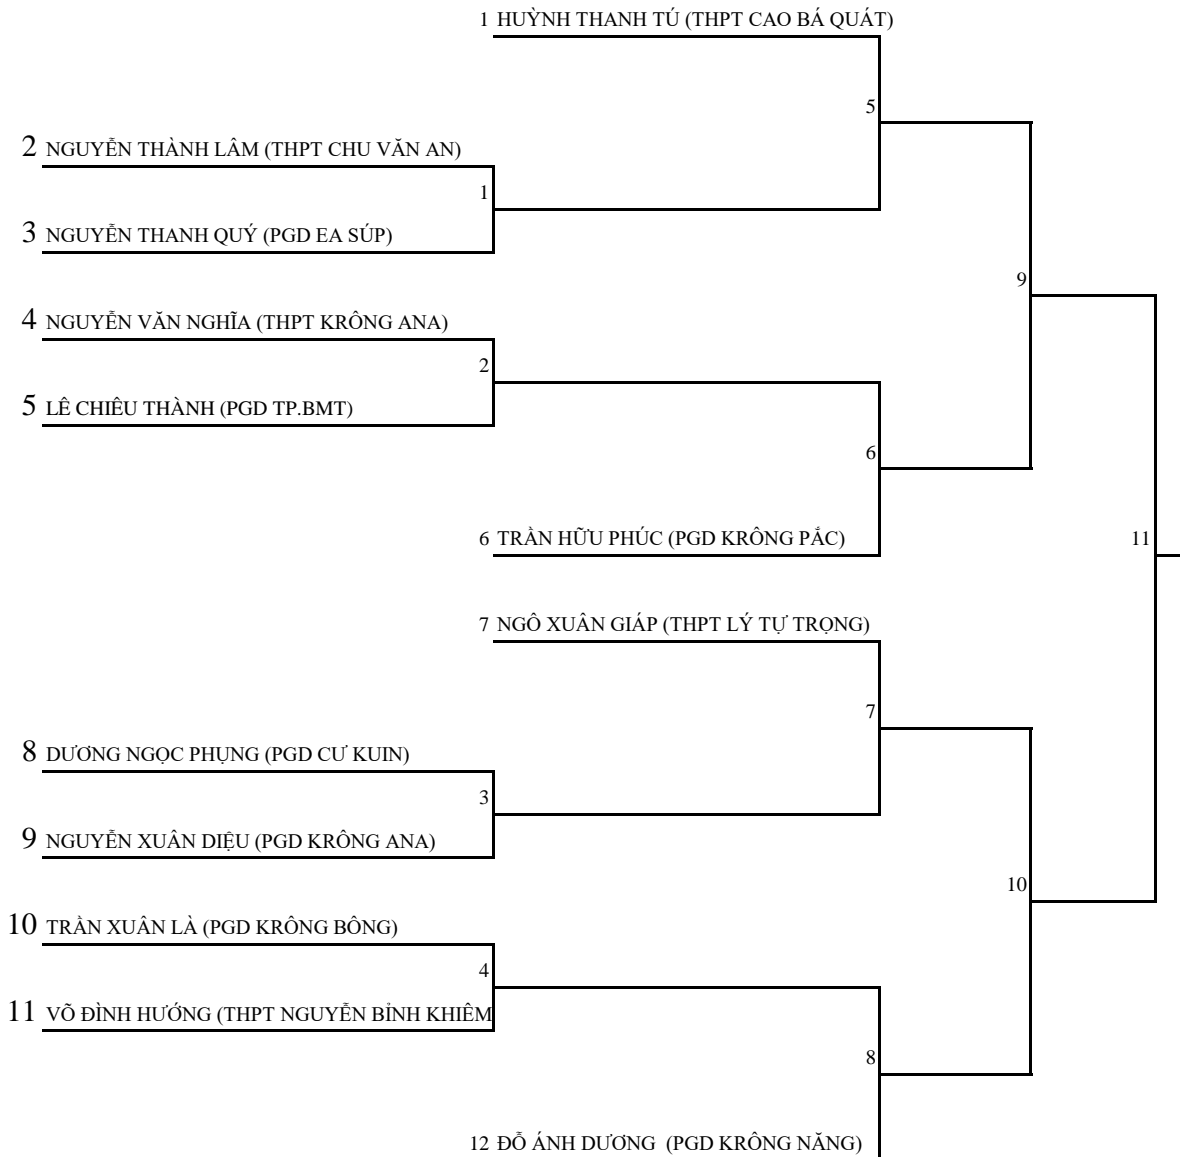 1 HUỲNH THANH TÚ (THPT CAO BÁ QUÁT)
5
2 NGUYỄN THÀNH LÂM (THPT CHU VĂN AN)
1
3 NGUYỄN THANH QUÝ (PGD EA SÚP)
9
4 NGUYỄN VĂN NGHĨA (THPT KRÔNG ANA)
2
5 LÊ CHIÊU THÀNH (PGD TP.BMT)
6
6 TRẦN HỮU PHÚC (PGD KRÔNG PẮC)
11
7 NGÔ XUÂN GIÁP (THPT LÝ TỰ TRỌNG)
7
8 DƯƠNG NGỌC PHỤNG (PGD CƯ KUIN)
3
9 NGUYỄN XUÂN DIỆU (PGD KRÔNG ANA)
10
10 TRẦN XUÂN LÀ (PGD KRÔNG BÔNG)
4
11 VÕ ĐÌNH HƯỚNG (THPT NGUYỄN BỈNH KHIÊM
8
12 ĐỖ ÁNH DƯƠNG (PGD KRÔNG NĂNG)